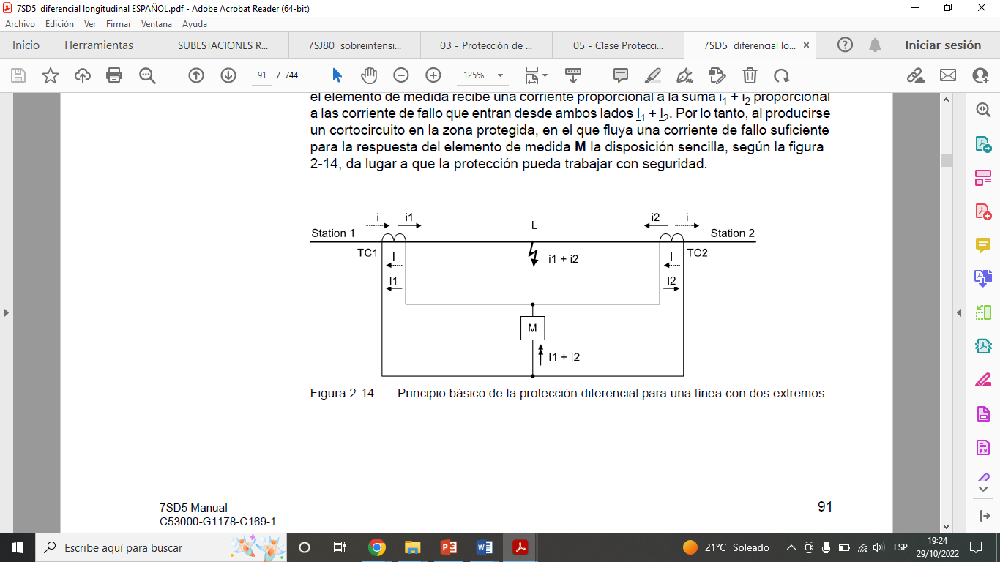 7SD5 diferencial longitudinal ESPAÑOL.pdf - Adobe Acrobat Reader (64-bit)
Archivo Edición Ver Firmar Ventana Ayuda
Inicio Herramientas SUBESTACIONES R... 7SJ80 sobreintensi... 03 - Protección de ... 05 - Clase Protecci... 7SD5 diferencial lo... × Iniciar sesión
91 / 744 125%
el elemento de medida recibe una corriente proporcional a la suma I1 + I2 proporcional
a las corriente de fallo que entran desde ambos lados I1 + I2. Por lo tanto, al producirse
un cortocircuito en la zona protegida, en el que fluya una corriente de fallo suficiente
para la respuesta del elemento de medida M la disposición sencilla, según la figura
2-14, da lugar a que la protección pueda trabajar con seguridad.
i i1 L i2 i
Station 1 Station 2
TC1 I i1 + i2 I TC2
I1 I2
M
I1 + I2
Figura 2-14 Principio básico de la protección diferencial para una línea con dos extremos
7SD5 Manual 91
C53000-G1178-C169-1
Escribe aquí para buscar 21°C Soleado ESP 19:24
29/10/2022